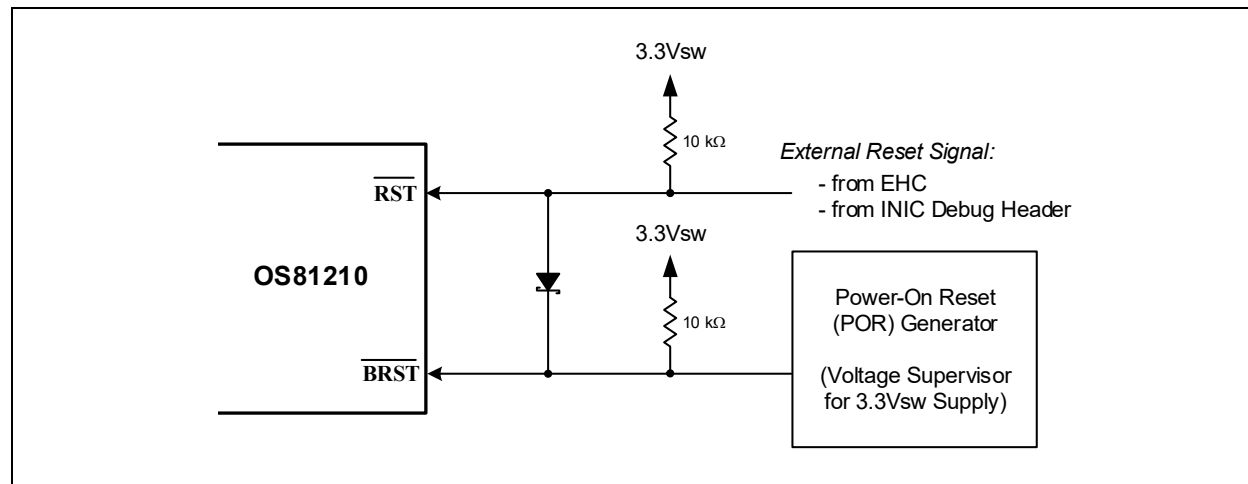 3.3Vsw
10 kΩ
External Reset Signal:
- from EHC
- from INIC Debug Header
RST
3.3Vsw
OS81210
10 kΩ
Power-On Reset
(POR) Generator
(Voltage Supervisor
for 3.3Vsw Supply)
BRST